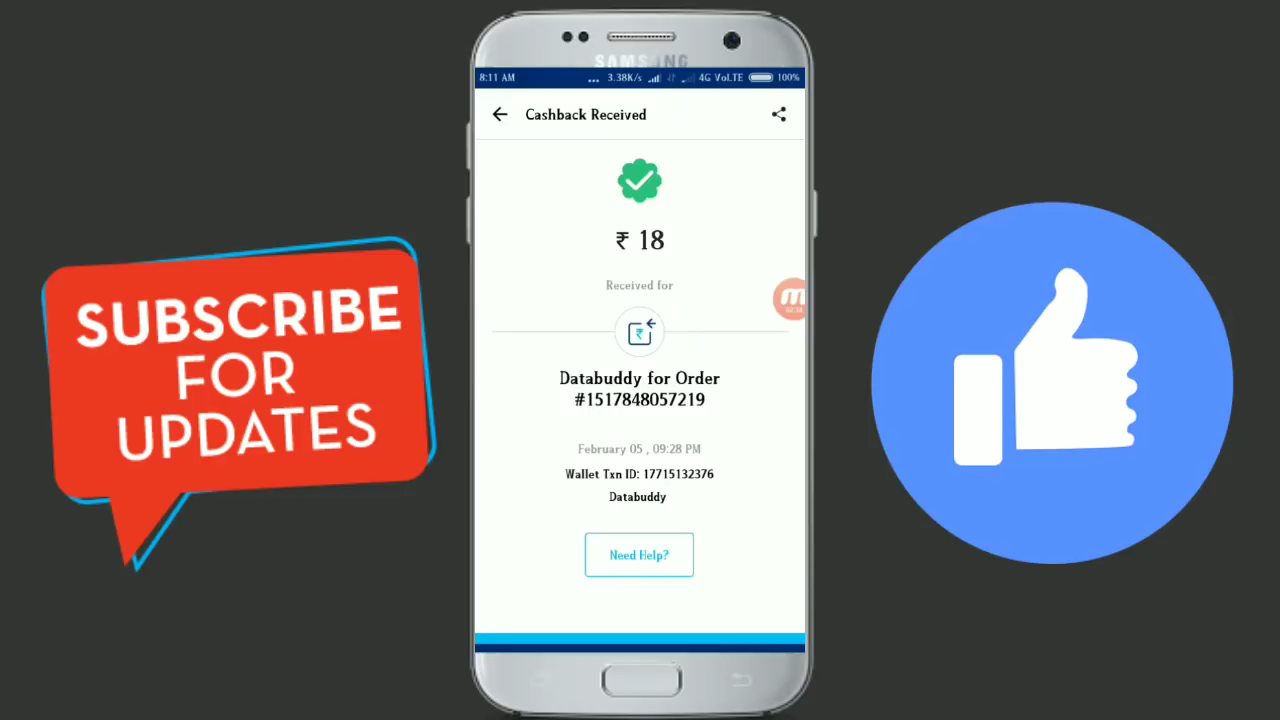 SAMSUNG
8:11 AM
... 3.38K/s 4G VoLTE 100%
Cashback Received
₹ 18
Received for
₹
Databuddy for Order
#1517848057219
February 05 , 09:28 PM
Wallet Txn ID: 17715132376
Databuddy
Need Help?
SUBSCRIBE
FOR
UPDATES